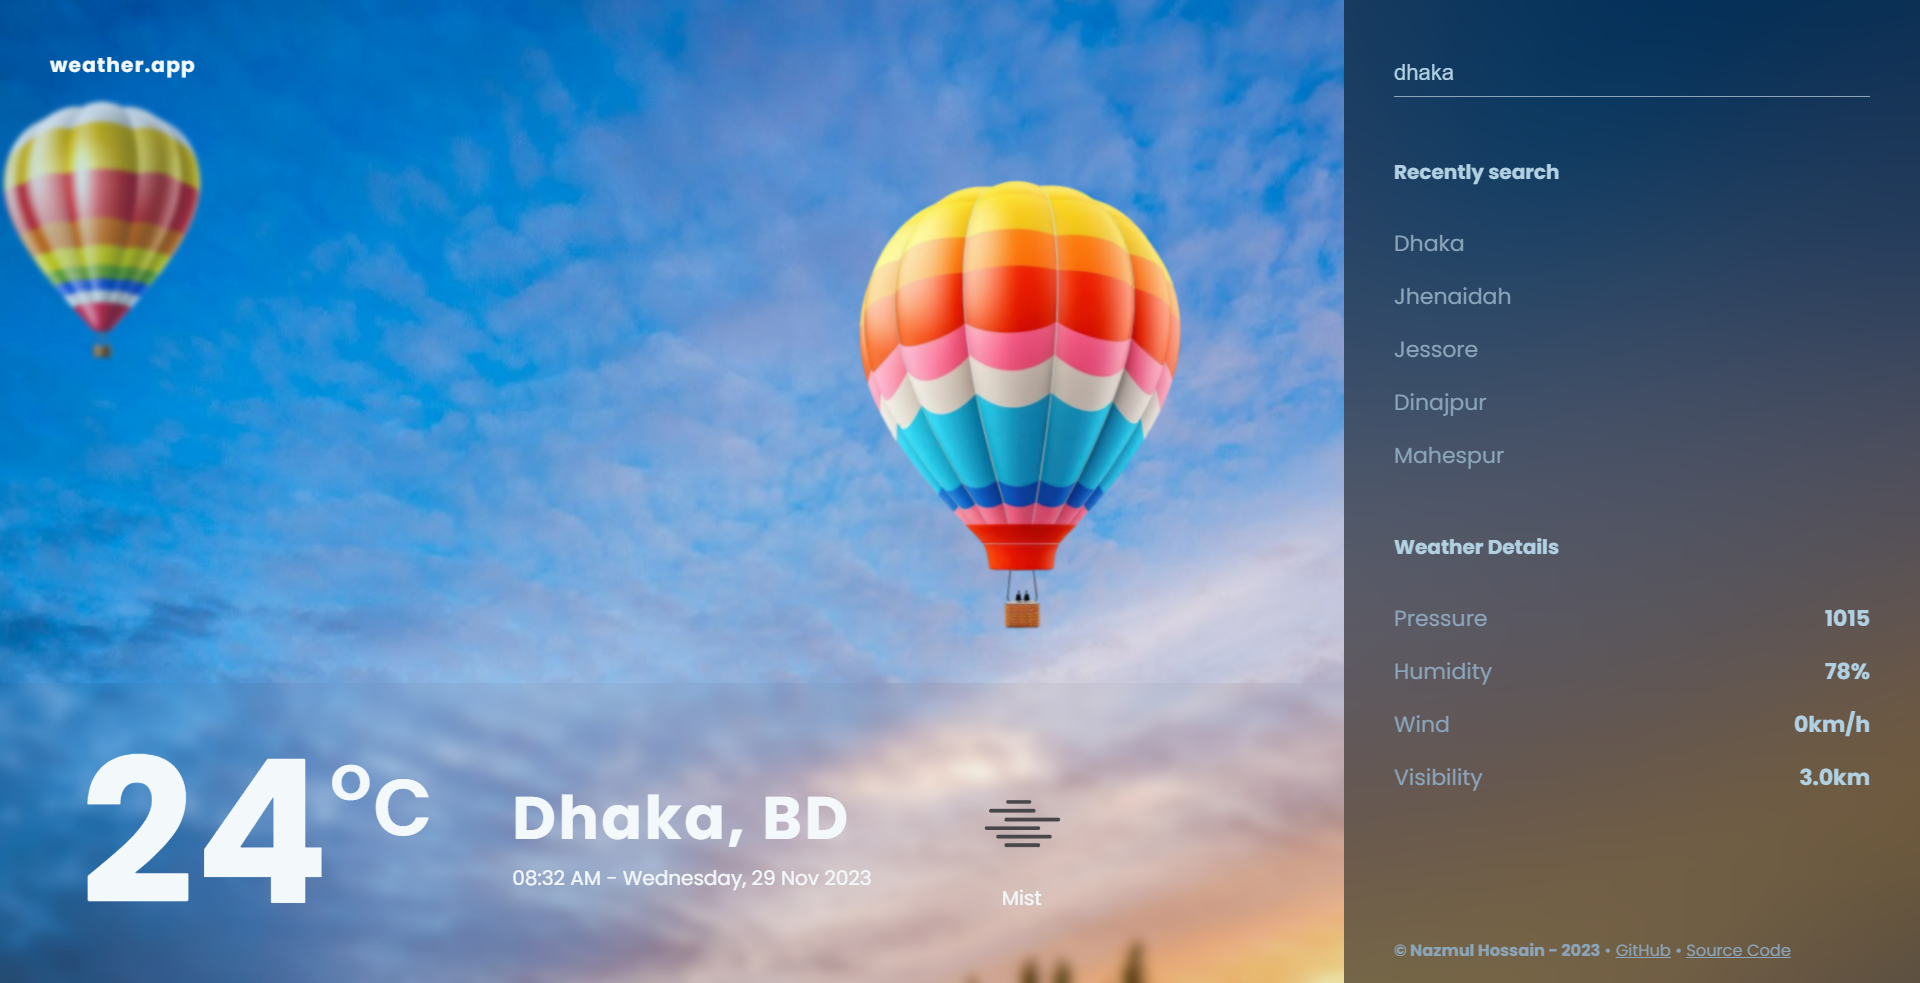 weather.app
24°C
Dhaka, BD
08:32 AM - Wednesday, 29 Nov 2023
Mist
dhaka
Recently search
Dhaka
Jhenaidah
Jessore
Dinajpur
Mahespur
Weather Details
Pressure 1015
Humidity 78%
Wind 0km/h
Visibility 3.0km
© Nazmul Hossain - 2023 • GitHub • Source Code